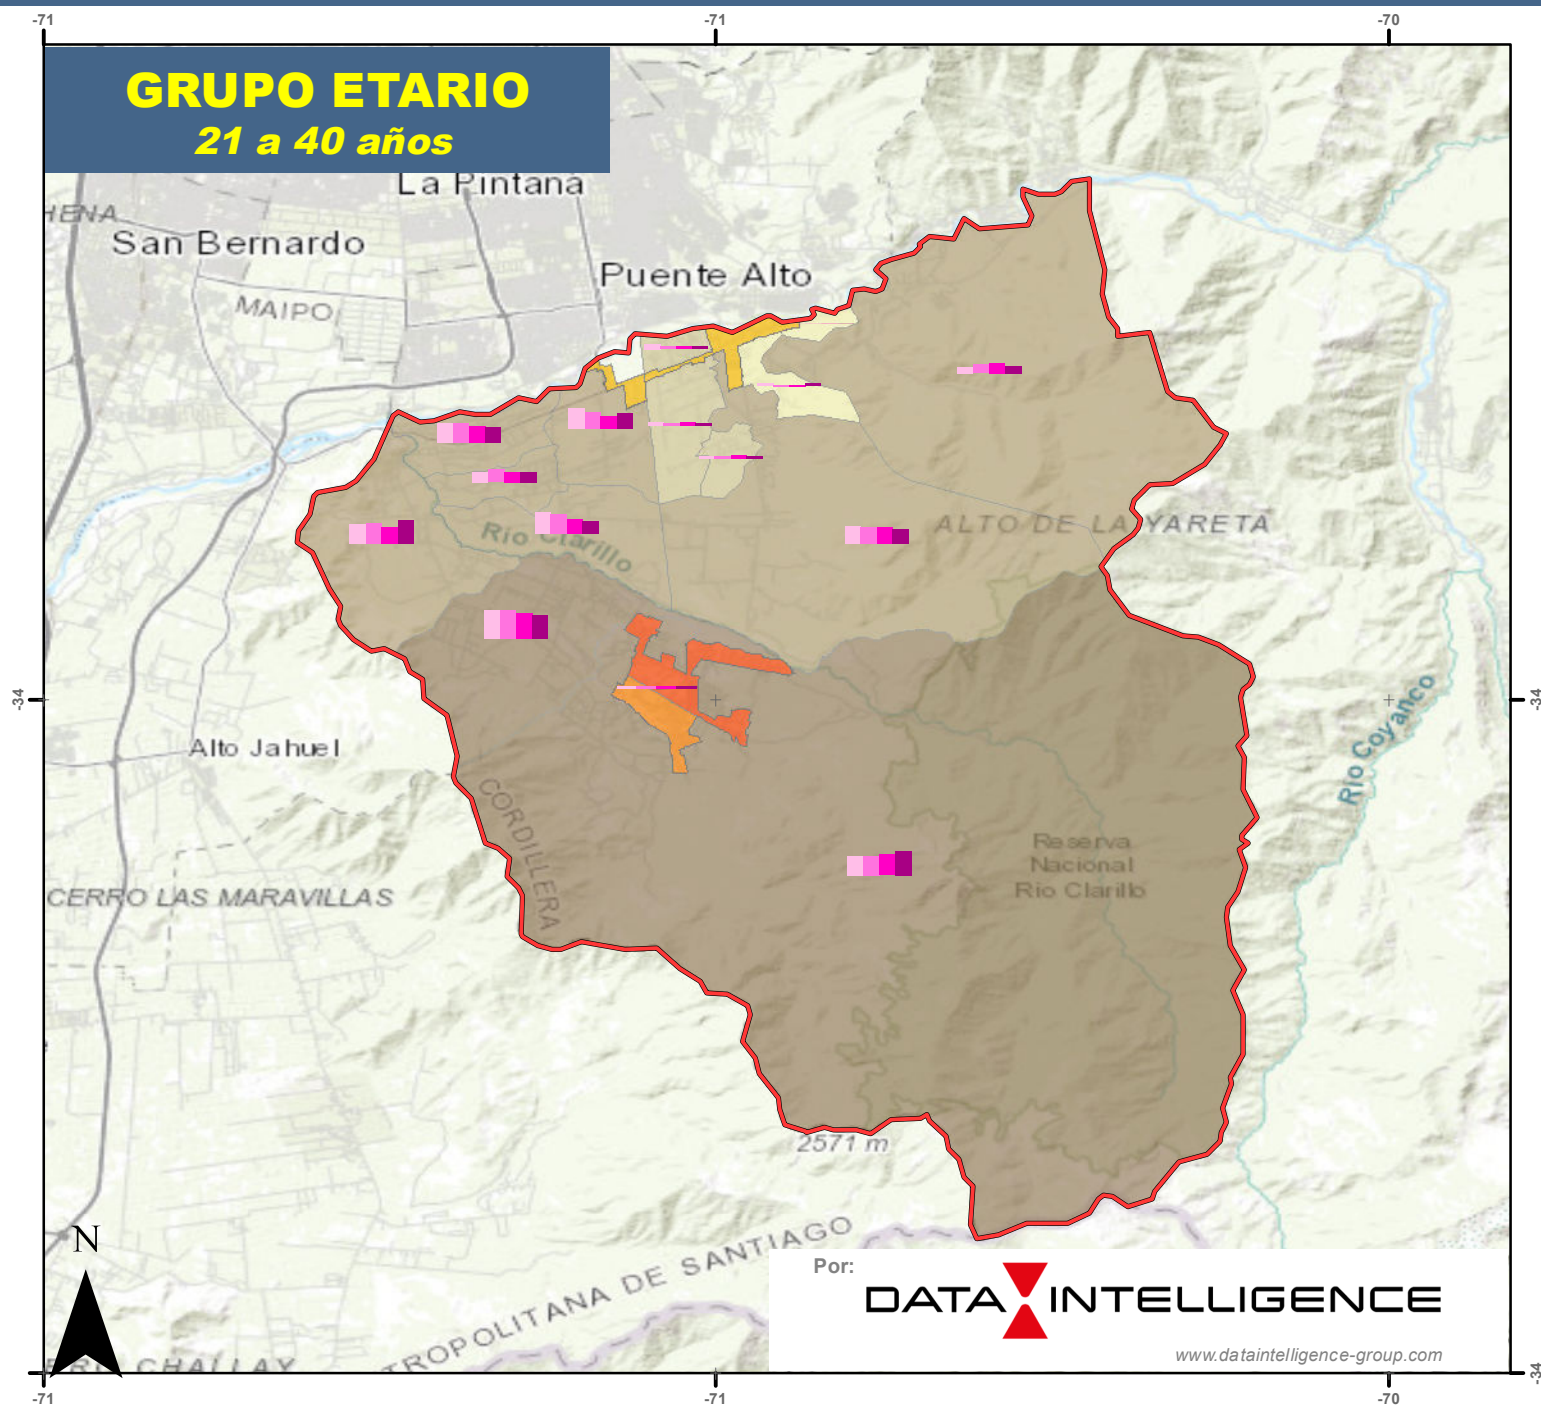 -71
-71
-70
GRUPO ETARIO
21 a 40 años
La Pintana
HENA
San Bernardo
Puente Alto
MAIPO
Río Clarillo
ALTO DE LA YARETA
-34
-34
Alto Jahuel
Río Coyanco
CORDILLERA
Reserva
Nacional
Río Clarillo
CERRO LAS MARAVILLAS
2571 m
TROPOLITANA DE SANTIAGO
N
Por:
DATA INTELLIGENCE
www.dataintelligence-group.com
CHALLAY
-34
-71
-71
-70